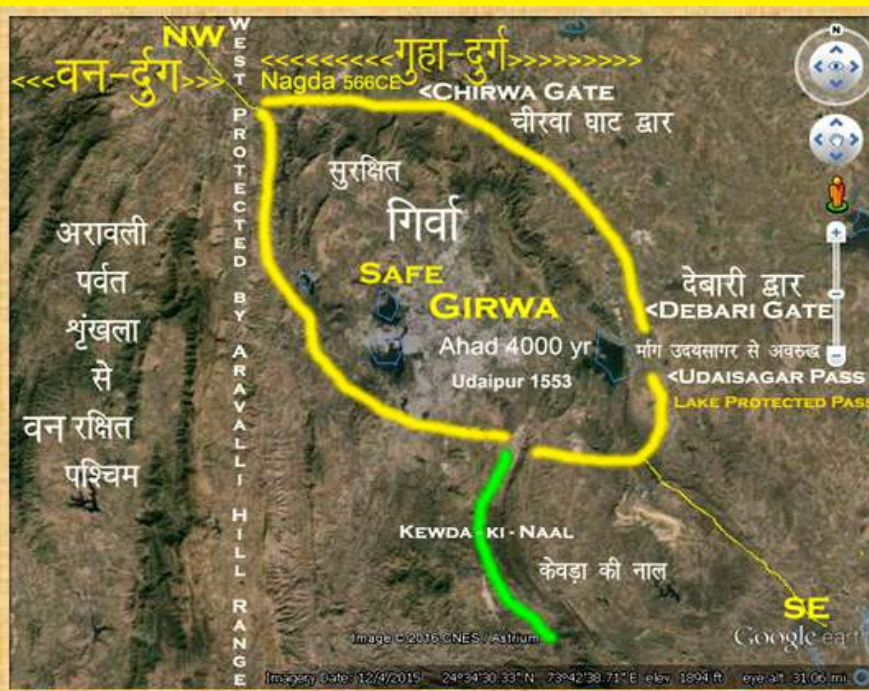 NW
<<<वन-र्दुग>>>
<<<<<<<<<गुहा-दुर्ग>>>>>>>>>
Nagda 566CE
<CHIRWA GATE
चीरवा घाट द्वार
WEST PROTECTED BY ARAVALLI HILL RANGE
सुरक्षित
गिर्वा
SAFE
GIRWA
Ahad 4000 yr
Udaipur 1553
अरावली
पर्वत
शृंखला
से
वन रक्षित
पश्चिम
देबारी द्वार
<DEBARI GATE
र्माग उदयसागर से अवरुद्ध
<UDAISAGAR PASS
LAKE PROTECTED PASS
KEWDA-KI-NAAL
केवड़ा की नाल
SE
N
Image © 2016 CNES / Astrium
Google earth
Imagery Date: 12/4/2015 24°34'30.33" N 73°42'38.71" E elev 1894 ft eye alt 31.06 mi